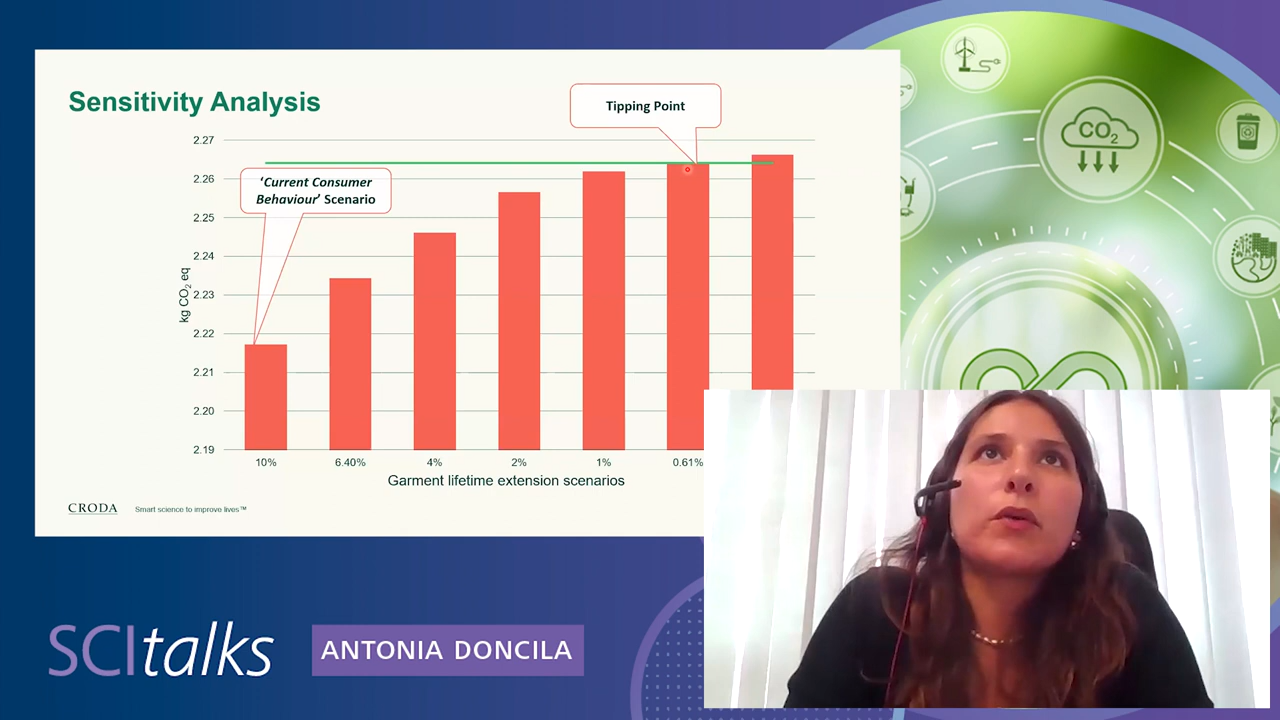 Sensitivity Analysis
Tipping Point
'Current Consumer
Behaviour' Scenario
2.27
2.26
2.25
2.24
2.23
2.22
2.21
2.20
2.19
kg CO₂ eq
10%
6.40%
4%
2%
1%
0.61%
Garment lifetime extension scenarios
CRODA
Smart science to improve lives™
CO₂
SCItalks
ANTONIA DONCILA